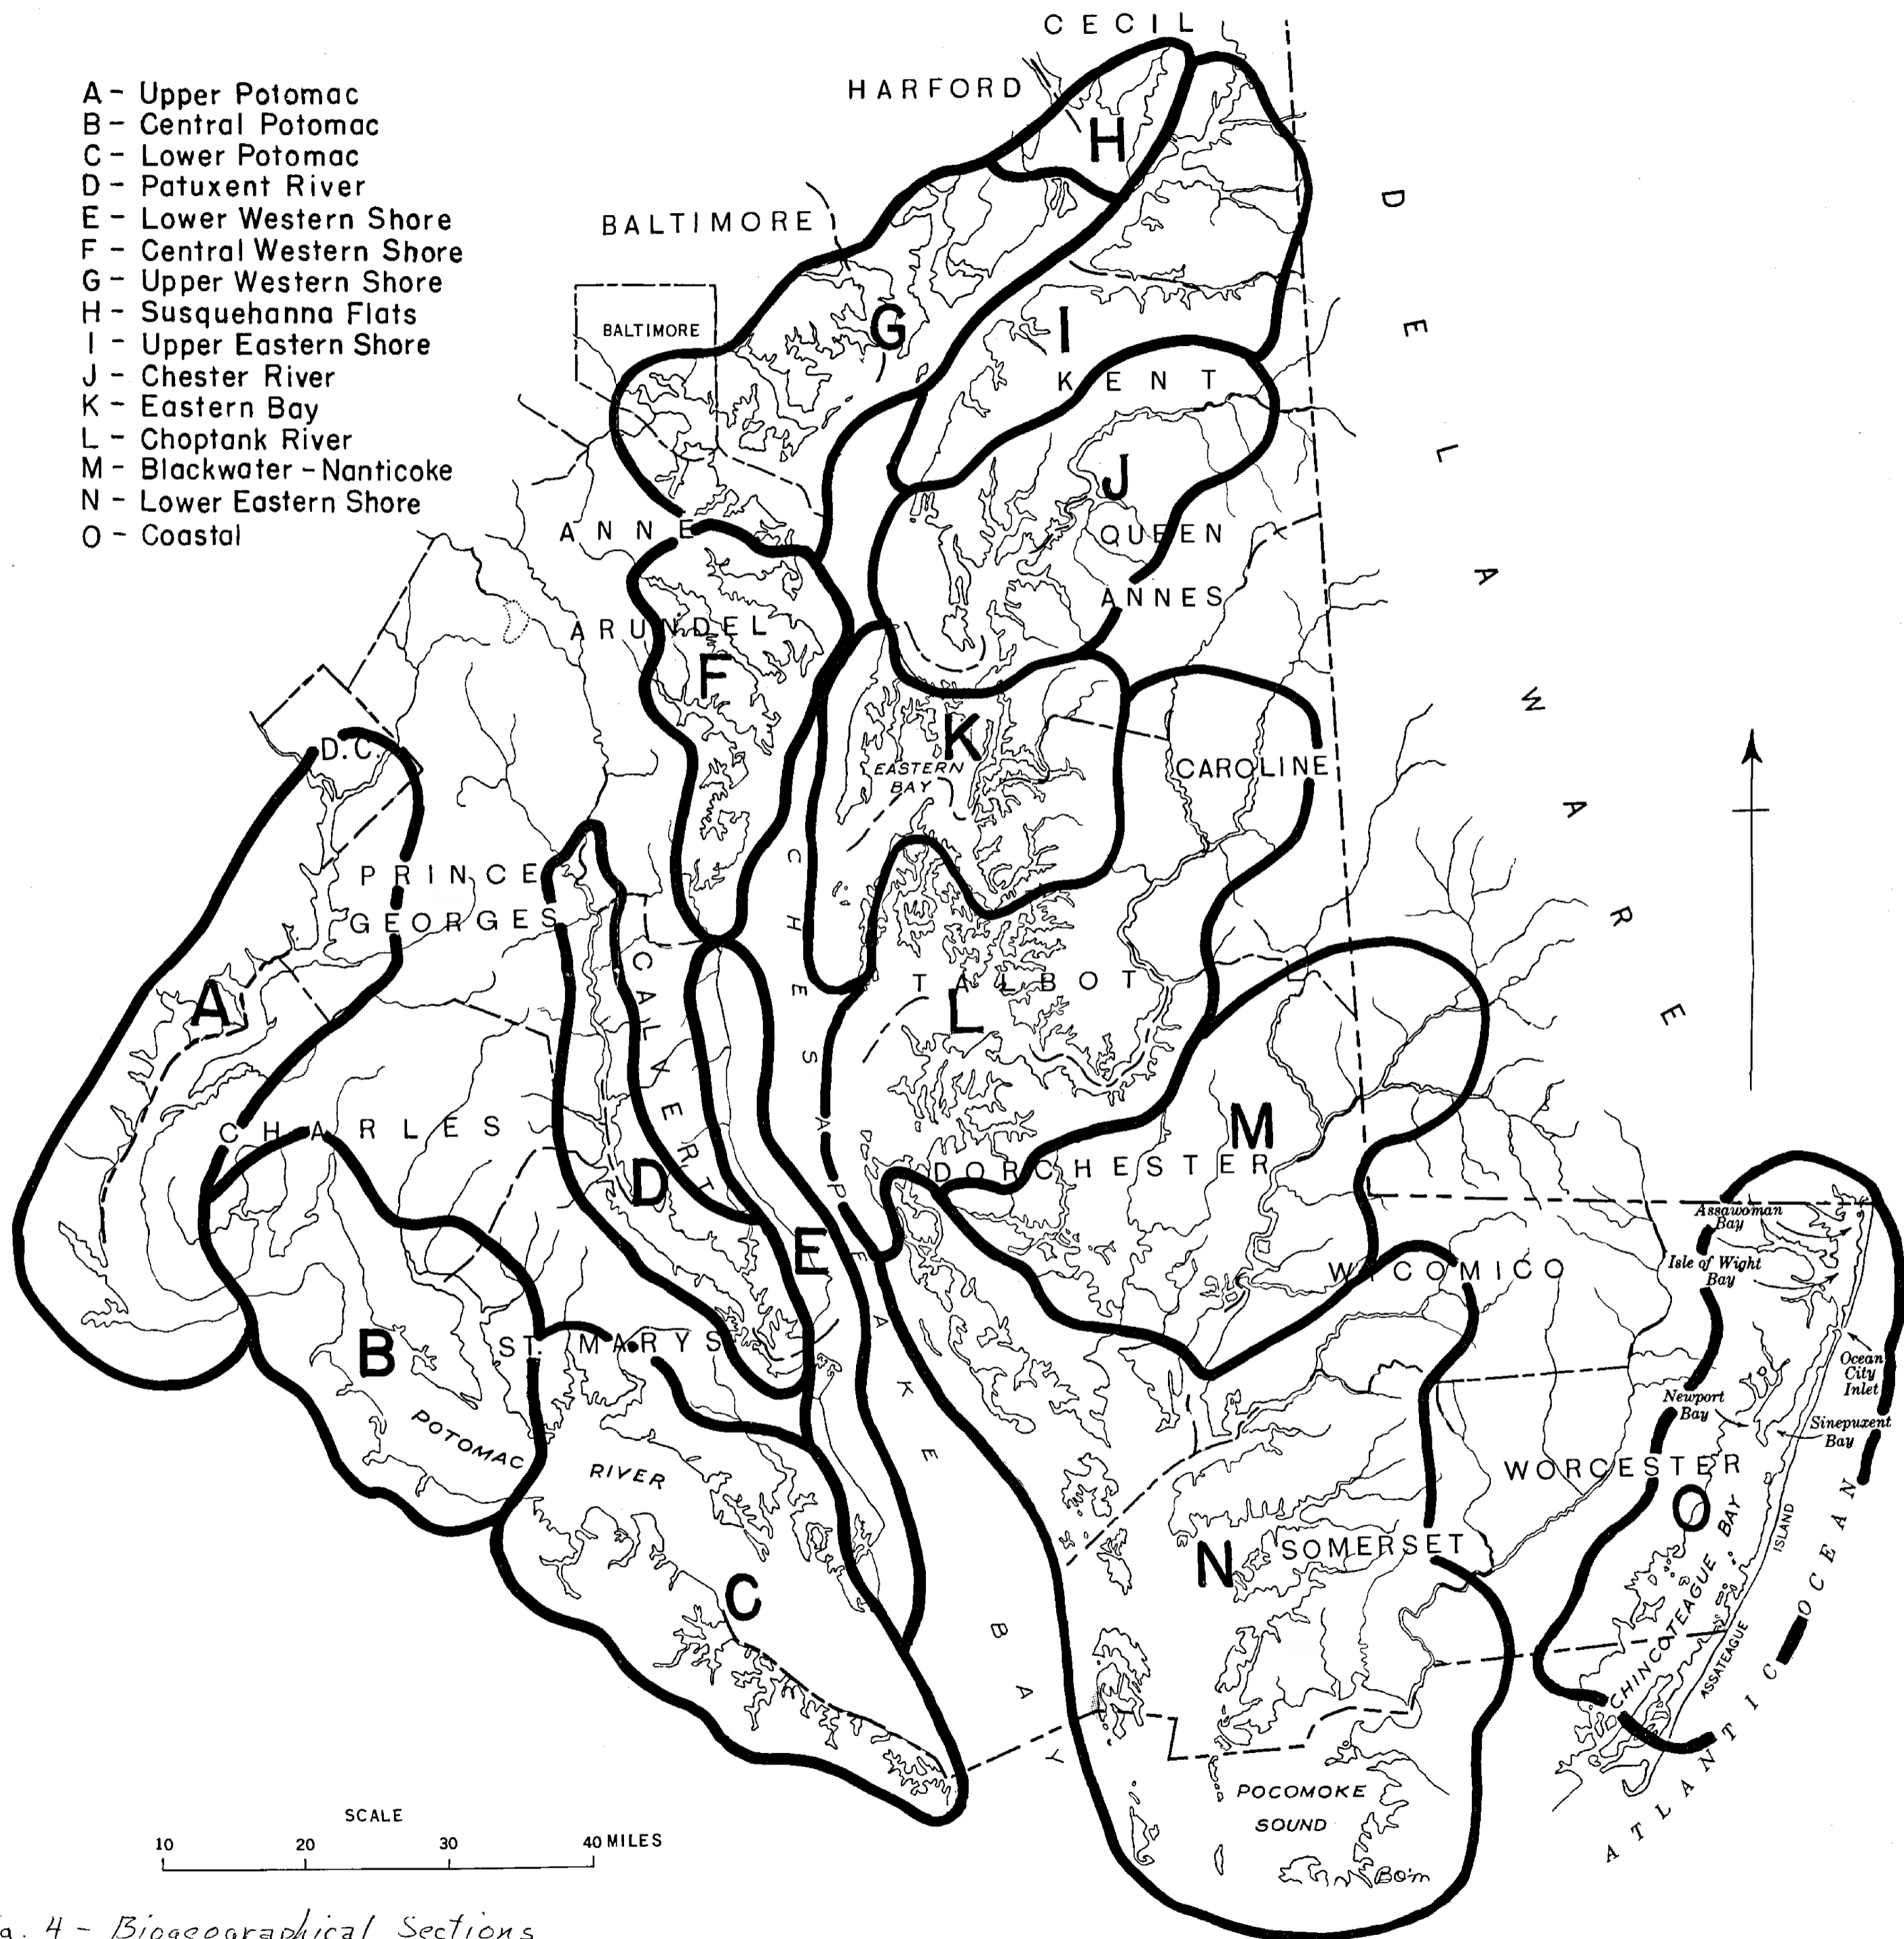 A - Upper Potomac
B - Central Potomac
C - Lower Potomac
D - Patuxent River
E - Lower Western Shore
F - Central Western Shore
G - Upper Western Shore
H - Susquehanna Flats
I - Upper Eastern Shore
J - Chester River
K - Eastern Bay
L - Choptank River
M - Blackwater - Nanticoke
N - Lower Eastern Shore
O - Coastal
CECIL
HARFORD
H
BALTIMORE
BALTIMORE
G
I
KENT
J
QUEEN
ANNES
ANNE
ARUNDEL
F
K
EASTERN
BAY
CAROLINE
DELAWARE
D.C.
PRINCE
GEORGES
A
CALVERT
CHESAPEAKE
BAY
TALBOT
L
CHARLES
D
M
DORCHESTER
E
WICOMICO
Assawoman
Bay
Isle of Wight
Bay
B
ST. MARYS
POTOMAC
RIVER
Ocean
City
Inlet
Newport
Bay
Sinepuxent
Bay
WORCESTER
O
N
SOMERSET
C
CHINCOTEAGUE BAY
ASSATEAGUE
ISLAND
ATLANTIC OCEAN
POCOMOKE
SOUND
Bo'm
SCALE
10 20 30 40 MILES
4 - Biogeographical Sections